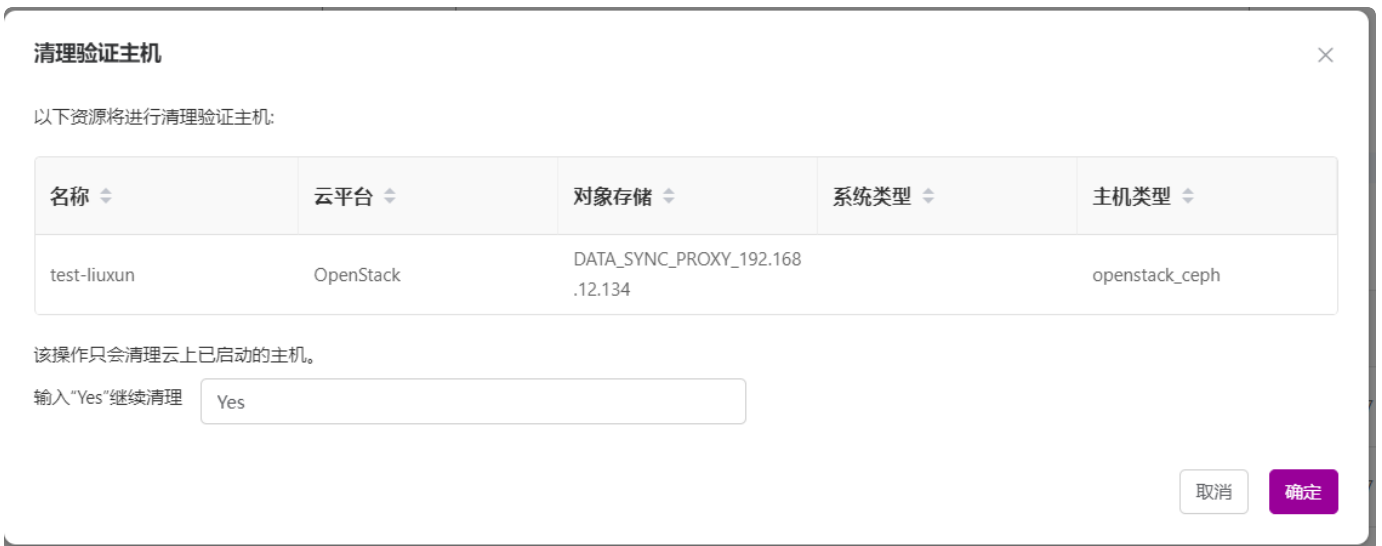 清理验证主机
以下资源将进行清理验证主机:
名称 云平台 对象存储 系统类型 主机类型
test-liuxun OpenStack DATA_SYNC_PROXY_192.168 openstack_ceph
.12.134
该操作只会清理云上已启动的主机。
输入“Yes”继续清理 Yes
取消 确定